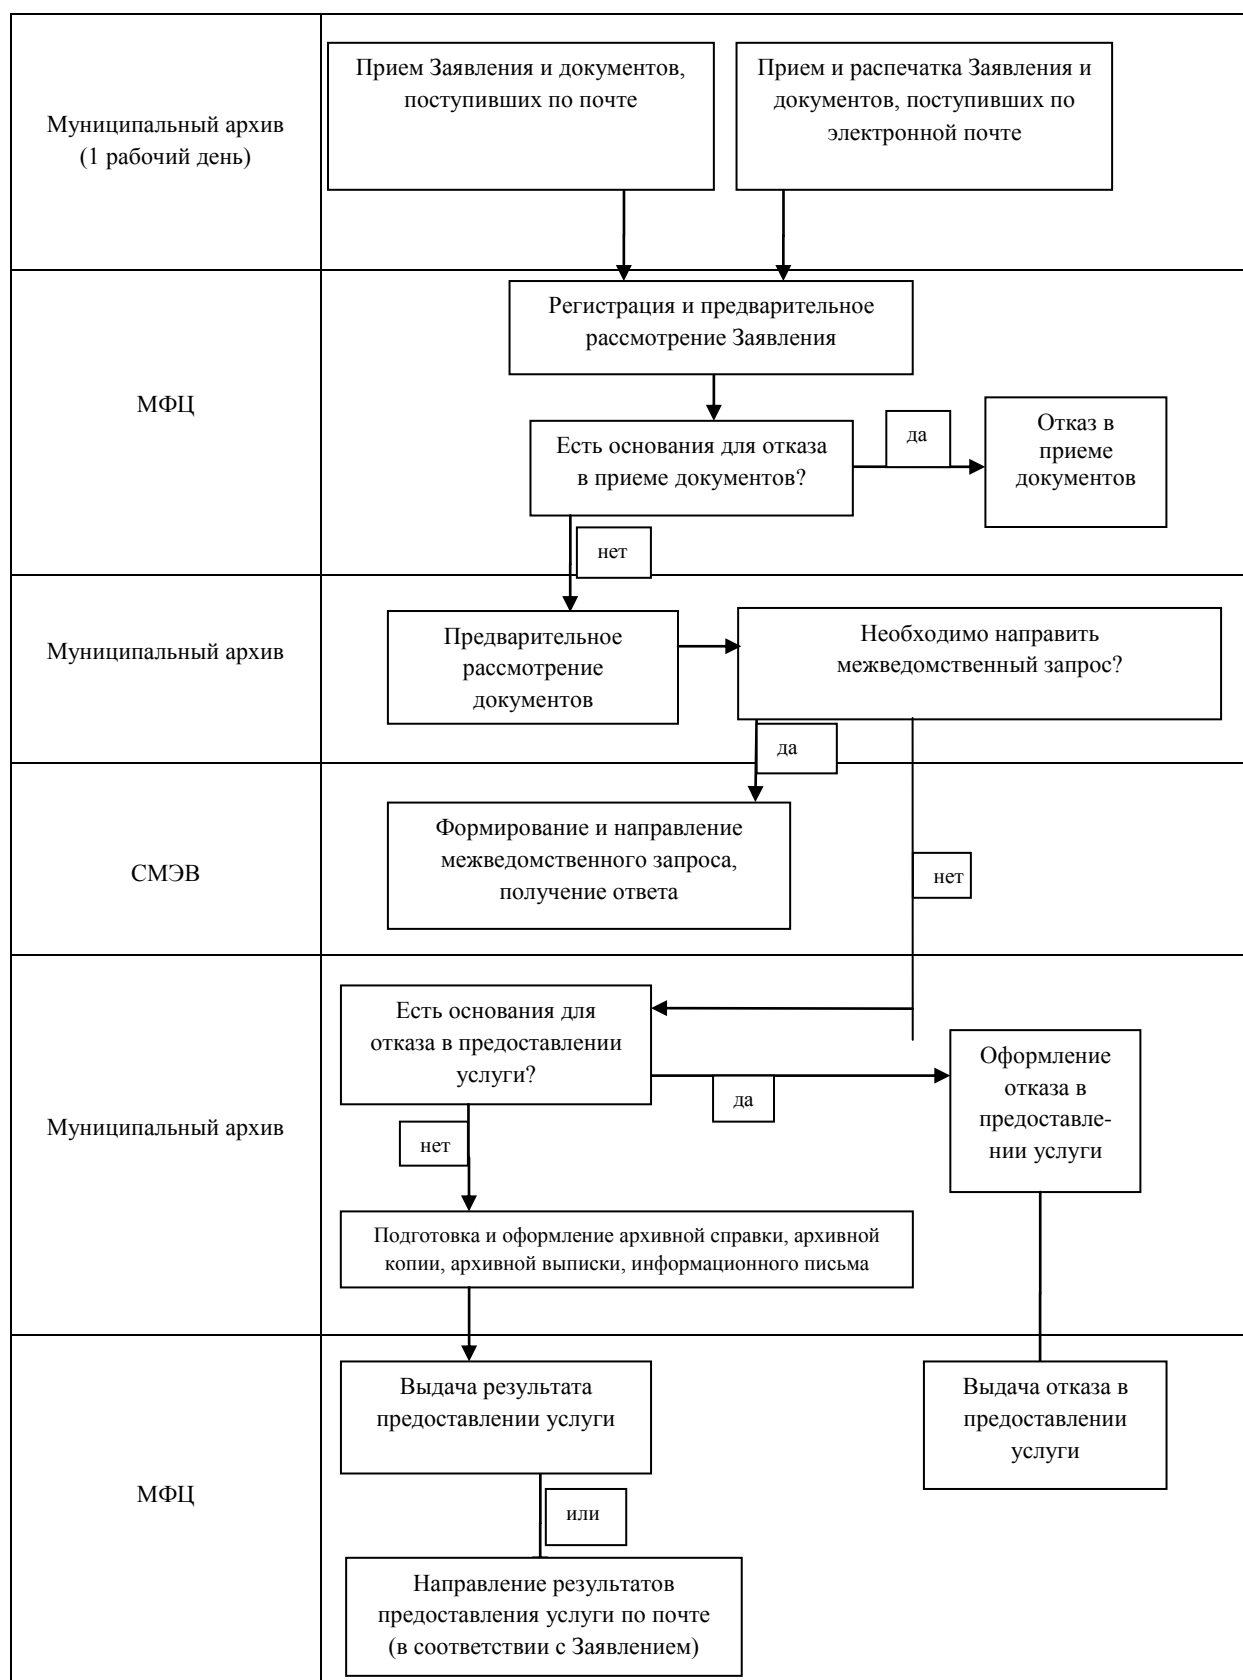 Муниципальный архив
(1 рабочий день)
Прием Заявления и документов,
поступивших по почте
Прием и распечатка Заявления и
документов, поступивших по
электронной почте
МФЦ
Регистрация и предварительное
рассмотрение Заявления
Есть основания для отказа
в приеме документов?
да
Отказ в
приеме
документов
нет
Муниципальный архив
Предварительное
рассмотрение
документов
Необходимо направить
межведомственный запрос?
да
СМЭВ
Формирование и направление
межведомственного запроса,
получение ответа
нет
Муниципальный архив
Есть основания для
отказа в предоставлении
услуги?
да
Оформление
отказа в
предоставле-
нии услуги
нет
Подготовка и оформление архивной справки, архивной
копии, архивной выписки, информационного письма
МФЦ
Выдача результата
предоставлении услуги
Выдача отказа в
предоставлении
услуги
или
Направление результатов
предоставления услуги по почте
(в соответствии с Заявлением)